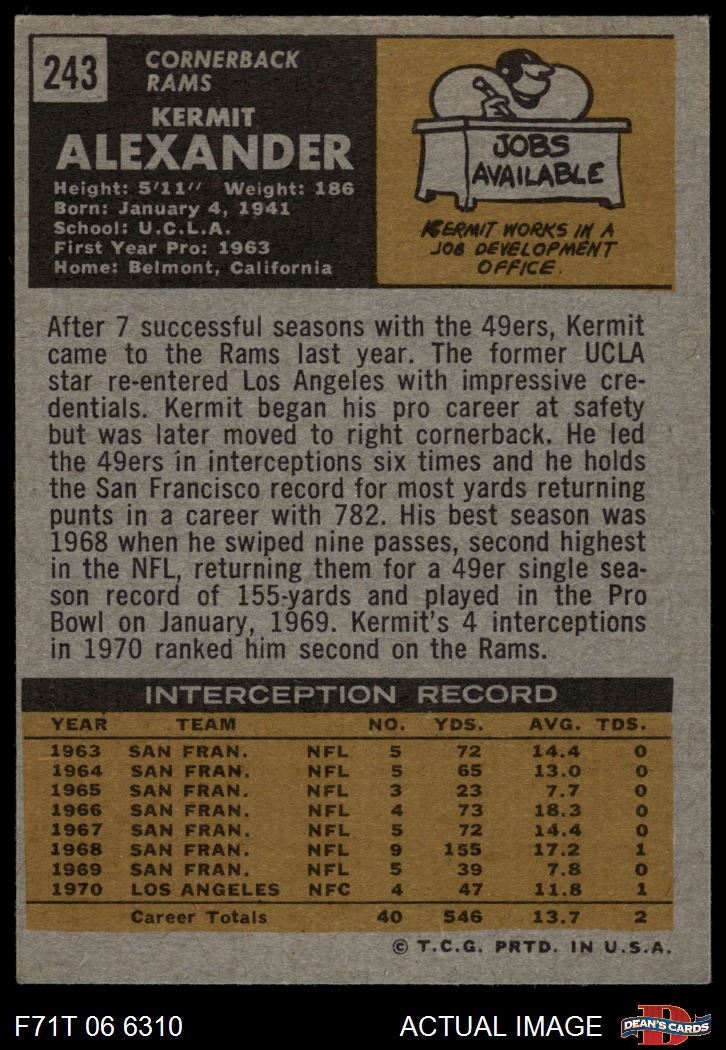 243
CORNERBACK
RAMS
KERMIT
ALEXANDER
Height: 5'11" Weight: 186
Born: January 4, 1941
School: U.C.L.A.
First Year Pro: 1963
Home: Belmont, California
JOBS
AVAILABLE
KERMIT WORKS IN A
JOB DEVELOPMENT
OFFICE.
After 7 successful seasons with the 49ers, Kermit
came to the Rams last year. The former UCLA
star re-entered Los Angeles with impressive cre-
dentials. Kermit began his pro career at safety
but was later moved to right cornerback. He led
the 49ers in interceptions six times and he holds
the San Francisco record for most yards returning
punts in a career with 782. His best season was
1968 when he swiped nine passes, second highest
in the NFL, returning them for a 49er single sea-
son record of 155-yards and played in the Pro
Bowl on January, 1969. Kermit's 4 interceptions
in 1970 ranked him second on the Rams.
INTERCEPTION RECORD
YEAR TEAM NO. YDS. AVG. TDS.
1963 SAN FRAN. NFL 5 72 14.4 0
1964 SAN FRAN. NFL 5 65 13.0 0
1965 SAN FRAN. NFL 3 23 7.7 0
1966 SAN FRAN. NFL 4 73 18.3 0
1967 SAN FRAN. NFL 5 72 14.4 0
1968 SAN FRAN. NFL 9 155 17.2 1
1969 SAN FRAN. NFL 5 39 7.8 0
1970 LOS ANGELES NFC 4 47 11.8 1
Career Totals 40 546 13.7 2
© T.C.G. PRTD. IN U.S.A.
F71T 06 6310
ACTUAL IMAGE
D
DEAN'S CARDS